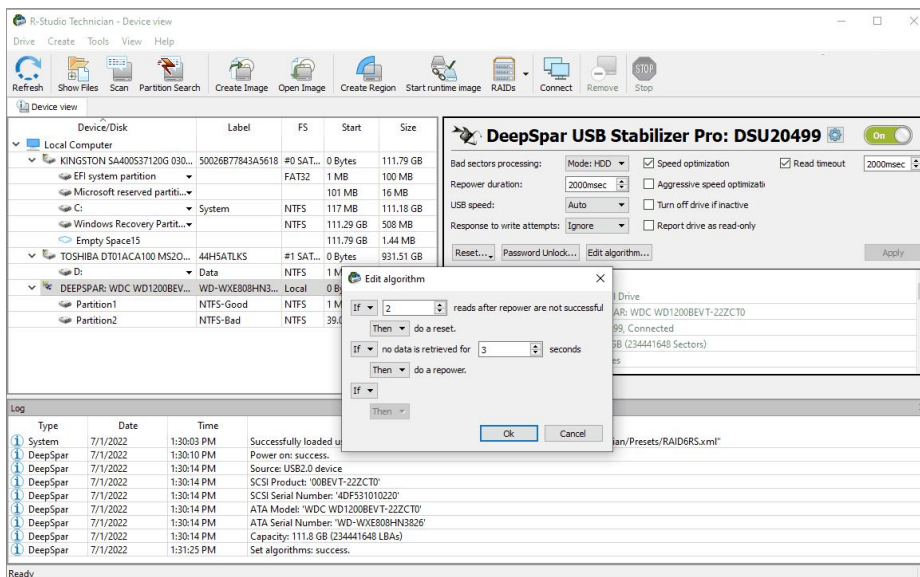 R-Studio Technician - Device view
Drive Create Tools View Help
Refresh Show Files Scan Partition Search Create Image Open Image Create Region Start runtime image RAIDs Connect Remove STOP Stop
Device view
Device/Disk Label FS Start Size
Local Computer
KINGSTON SA400S37120G 030... 50026B77843A5618 #0 SAT... 0 Bytes 111.79 GB
EFI system partition FAT32 1 MB 100 MB
Microsoft reserved partiti... 101 MB 16 MB
C: System NTFS 117 MB 111.18 GB
Windows Recovery Partit... NTFS 111.29 GB 508 MB
Empty Space15 111.79 GB 1.44 MB
TOSHIBA DT01ACA100 MS2O... 44H5ATLKS #1 SAT... 0 Bytes 931.51 GB
D: Data NTFS 1 M
DEEPSPAR: WDC WD1200BEV... WD-WXE808HN3... Local 0 B
Partition1 NTFS-Good NTFS 1 M
Partition2 NTFS-Bad NTFS 39.0
DeepSpar USB Stabilizer Pro: DSU20499 On
Bad sectors processing: Mode: HDD Speed optimization Read timeout 2000msec
Repower duration: 2000msec Aggressive speed optimizati
USB speed: Auto Turn off drive if inactive
Response to write attempts: Ignore Report drive as read-only
Reset... Password Unlock... Edit algorithm... Apply
l Drive
AR: WDC WD1200BEVT-22ZCT0
99, Connected
GB (234441648 Sectors)
es
Edit algorithm
If 2 reads after repower are not successful
Then do a reset.
If no data is retrieved for 3 seconds
Then do a repower.
If
Then
Ok Cancel
Log
Type Date Time
System 7/1/2022 1:30:03 PM Successfully loaded u ian/Presets/RAID6RS.xml"
DeepSpar 7/1/2022 1:30:10 PM Power on: success.
DeepSpar 7/1/2022 1:30:14 PM Source: USB2.0 device
DeepSpar 7/1/2022 1:30:14 PM SCSI Product: '00BEVT-22ZCT0'
DeepSpar 7/1/2022 1:30:14 PM SCSI Serial Number: '4DF531010220'
DeepSpar 7/1/2022 1:30:14 PM ATA Model: 'WDC WD1200BEVT-22ZCT0'
DeepSpar 7/1/2022 1:30:14 PM ATA Serial Number: 'WD-WXE808HN3826'
DeepSpar 7/1/2022 1:30:14 PM Capacity: 111.8 GB (234441648 LBAs)
DeepSpar 7/1/2022 1:31:25 PM Set algorithms: success.
Ready